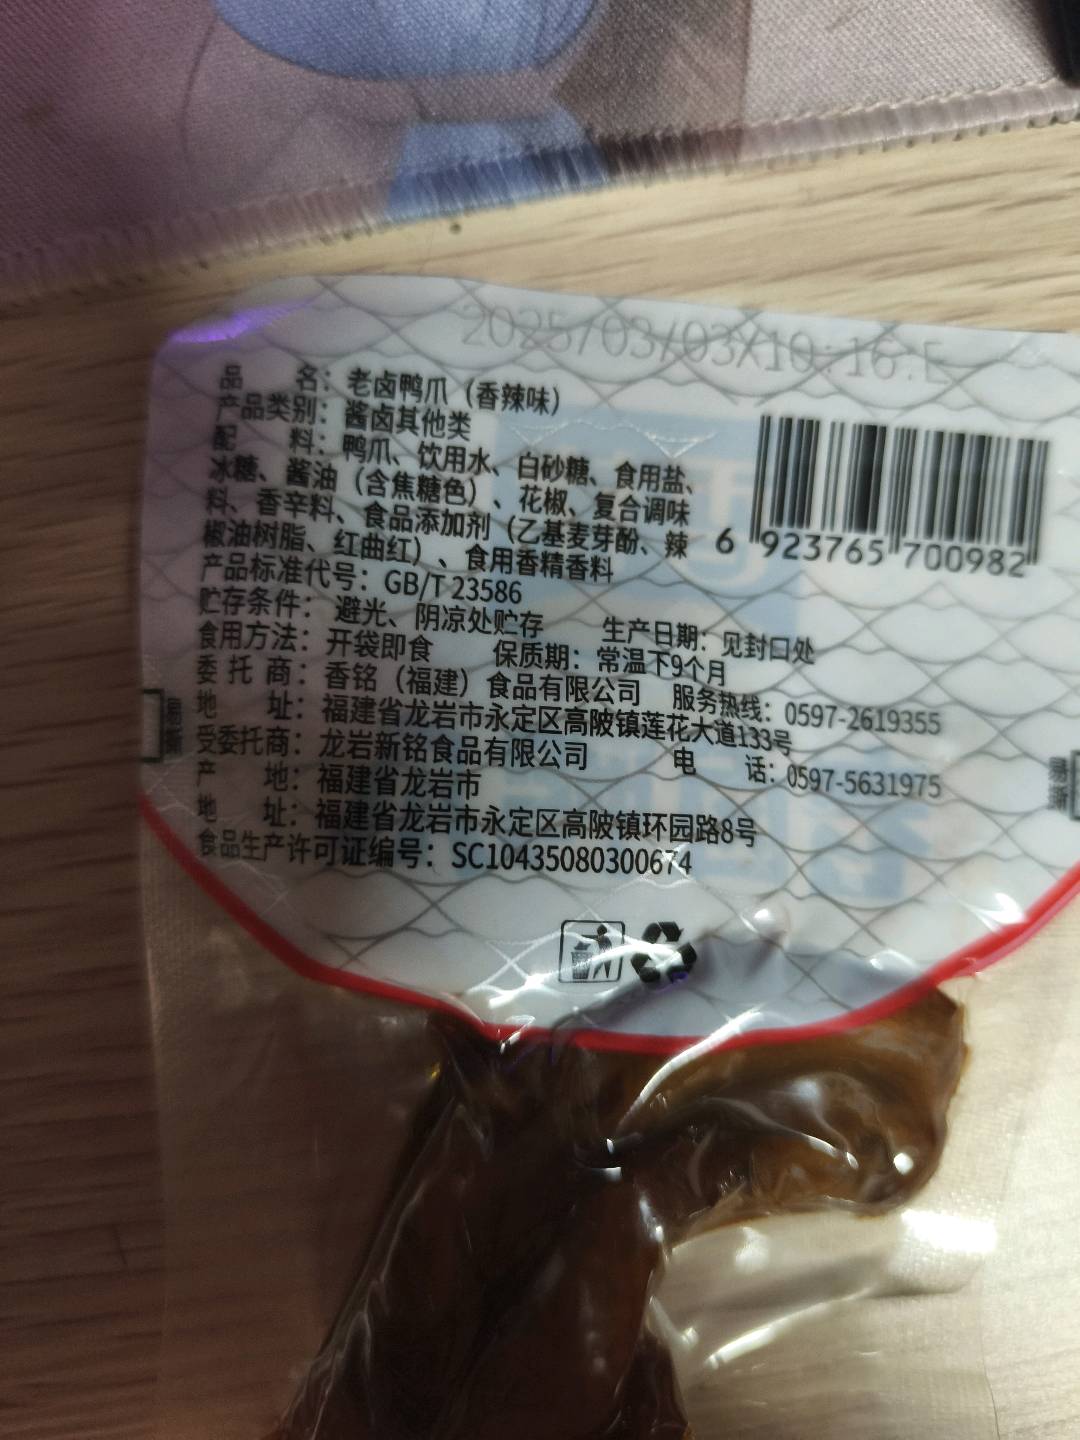 2025/03/03X10:16:E
品 名：老卤鸭爪（香辣味）
产品类别：酱卤其他类
配 料：鸭爪、饮用水、白砂糖、食用盐、
冰糖、酱油（含焦糖色）、花椒、复合调味
料、香辛料、食品添加剂（乙基麦芽酚、辣
椒油树脂、红曲红）、食用香精香料
6 923765 700982
产品标准代号：GB/T 23586
贮存条件：避光、阴凉处贮存 生产日期：见封口处
食用方法：开袋即食 保质期：常温下9个月
委托商：香铭（福建）食品有限公司 服务热线：0597-2619355
地 址：福建省龙岩市永定区高陂镇莲花大道133号
受委托商：龙岩新铭食品有限公司 电 话：0597-5631975
产 地：福建省龙岩市
地 址：福建省龙岩市永定区高陂镇环园路8号
食品生产许可证编号：SC10435080300674
易撕
易撕